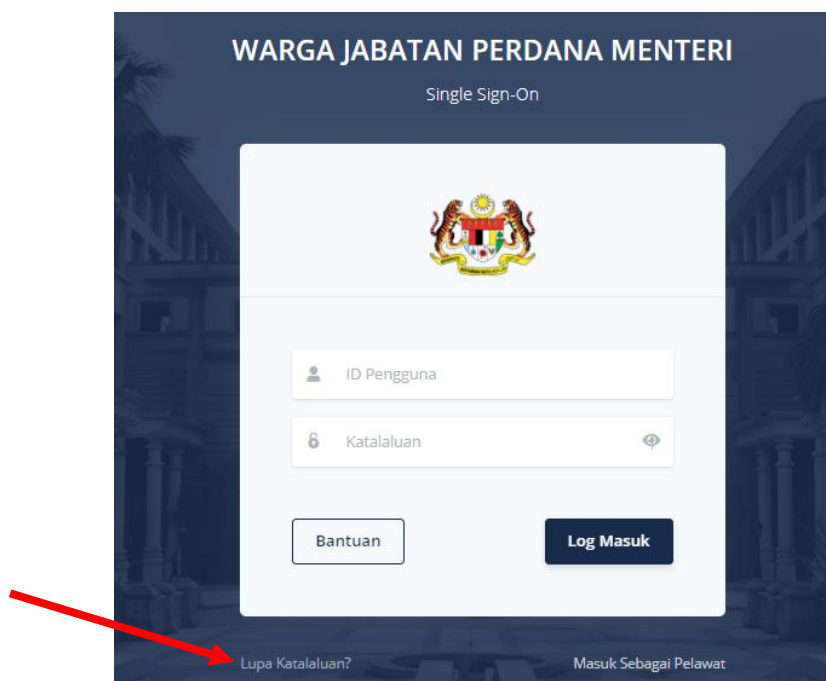 WARGA JABATAN PERDANA MENTERI
Single Sign-On
ID Pengguna
Katalaluan
Bantuan
Log Masuk
Lupa Katalaluan?
Masuk Sebagai Pelawat